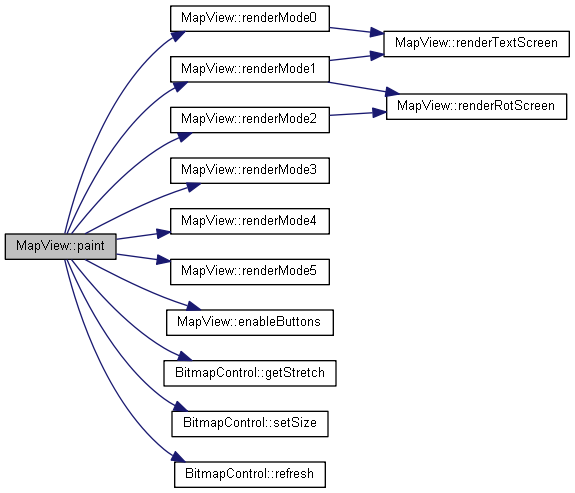 MapView::renderMode0
MapView::renderTextScreen
MapView::renderMode1
MapView::renderRotScreen
MapView::renderMode2
MapView::renderMode3
MapView::renderMode4
MapView::paint
MapView::renderMode5
MapView::enableButtons
BitmapControl::getStretch
BitmapControl::setSize
BitmapControl::refresh